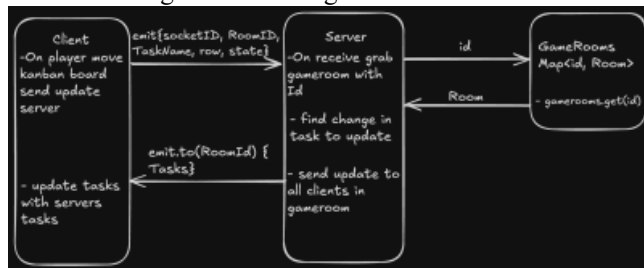 Client
-On player move
kanban board
send update
server
- update tasks
with servers
tasks
emit{socketID, RoomID,
TaskName, row, state}
emit.to(RoomId) {
Tasks}
Server
-On receive grab
gameroom with
Id
- find change in
task to update
- send update to
all clients in
gameroom
id
Room
GameRooms
Map<id, Room>
- gamerooms.get(id)